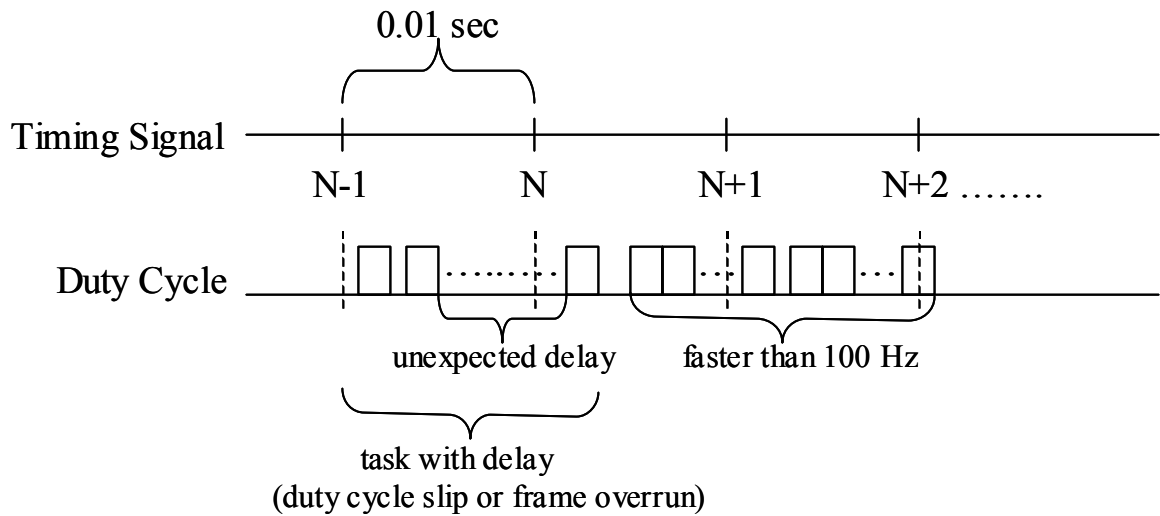 0.01 sec
Timing Signal
N-1 N N+1 N+2 .......
Duty Cycle
unexpected delay faster than 100 Hz
task with delay
(duty cycle slip or frame overrun)